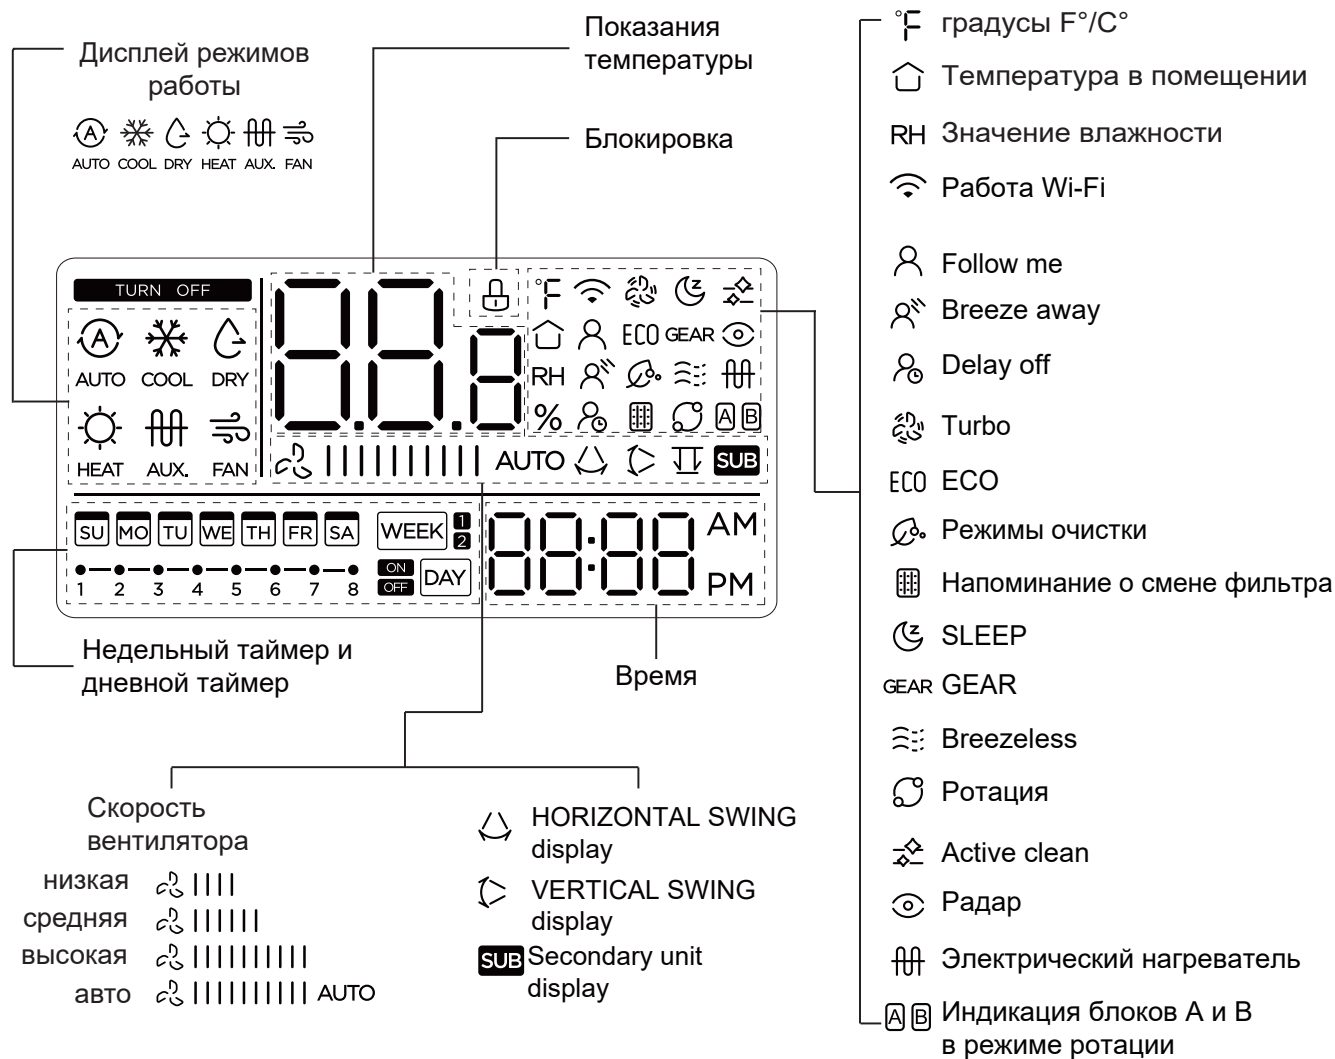 Дисплей режимов
работы
AUTO COOL DRY HEAT AUX. FAN
Показания
температуры
Блокировка
TURN OFF
AUTO COOL DRY
HEAT AUX. FAN
88.8
°F
ECO GEAR
RH
%
A B
AUTO SUB
SU MO TU WE TH FR SA
WEEK 1
2
1 2 3 4 5 6 7 8
ON
OFF
DAY
88:88 AM
PM
Недельный таймер и
дневной таймер
Время
Скорость
вентилятора
низкая
средняя
высокая
авто AUTO
HORIZONTAL SWING
display
VERTICAL SWING
display
SUB Secondary unit
display
°F градусы F°/C°
Температура в помещении
RH Значение влажности
Работа Wi-Fi
Follow me
Breeze away
Delay off
Turbo
ECO ECO
Режимы очистки
Напоминание о смене фильтра
SLEEP
GEAR GEAR
Breezeless
Ротация
Active clean
Радар
Электрический нагреватель
A B Индикация блоков А и В
в режиме ротации